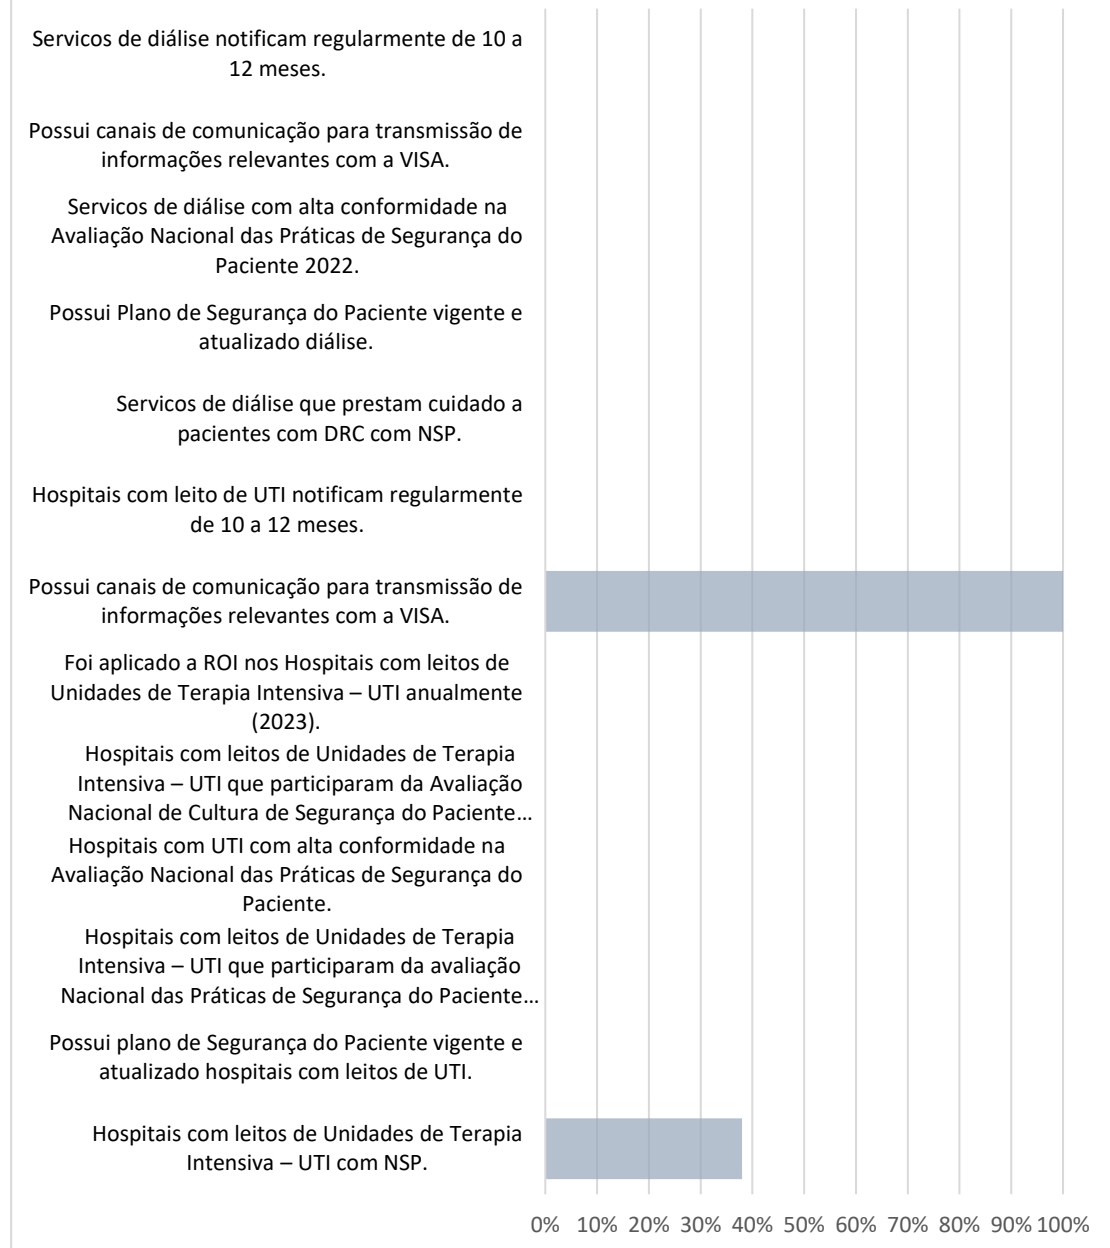 Servicos de diálise notificam regularmente de 10 a
12 meses.
Possui canais de comunicação para transmissão de
informações relevantes com a VISA.
Servicos de diálise com alta conformidade na
Avaliação Nacional das Práticas de Segurança do
Paciente 2022.
Possui Plano de Segurança do Paciente vigente e
atualizado diálise.
Servicos de diálise que prestam cuidado a
pacientes com DRC com NSP.
Hospitais com leito de UTI notificam regularmente
de 10 a 12 meses.
Possui canais de comunicação para transmissão de
informações relevantes com a VISA.
Foi aplicado a ROI nos Hospitais com leitos de
Unidades de Terapia Intensiva – UTI anualmente
(2023).
Hospitais com leitos de Unidades de Terapia
Intensiva – UTI que participaram da Avaliação
Nacional de Cultura de Segurança do Paciente...
Hospitais com UTI com alta conformidade na
Avaliação Nacional das Práticas de Segurança do
Paciente.
Hospitais com leitos de Unidades de Terapia
Intensiva – UTI que participaram da avaliação
Nacional das Práticas de Segurança do Paciente...
Possui plano de Segurança do Paciente vigente e
atualizado hospitais com leitos de UTI.
Hospitais com leitos de Unidades de Terapia
Intensiva – UTI com NSP.
0% 10% 20% 30% 40% 50% 60% 70% 80% 90% 100%